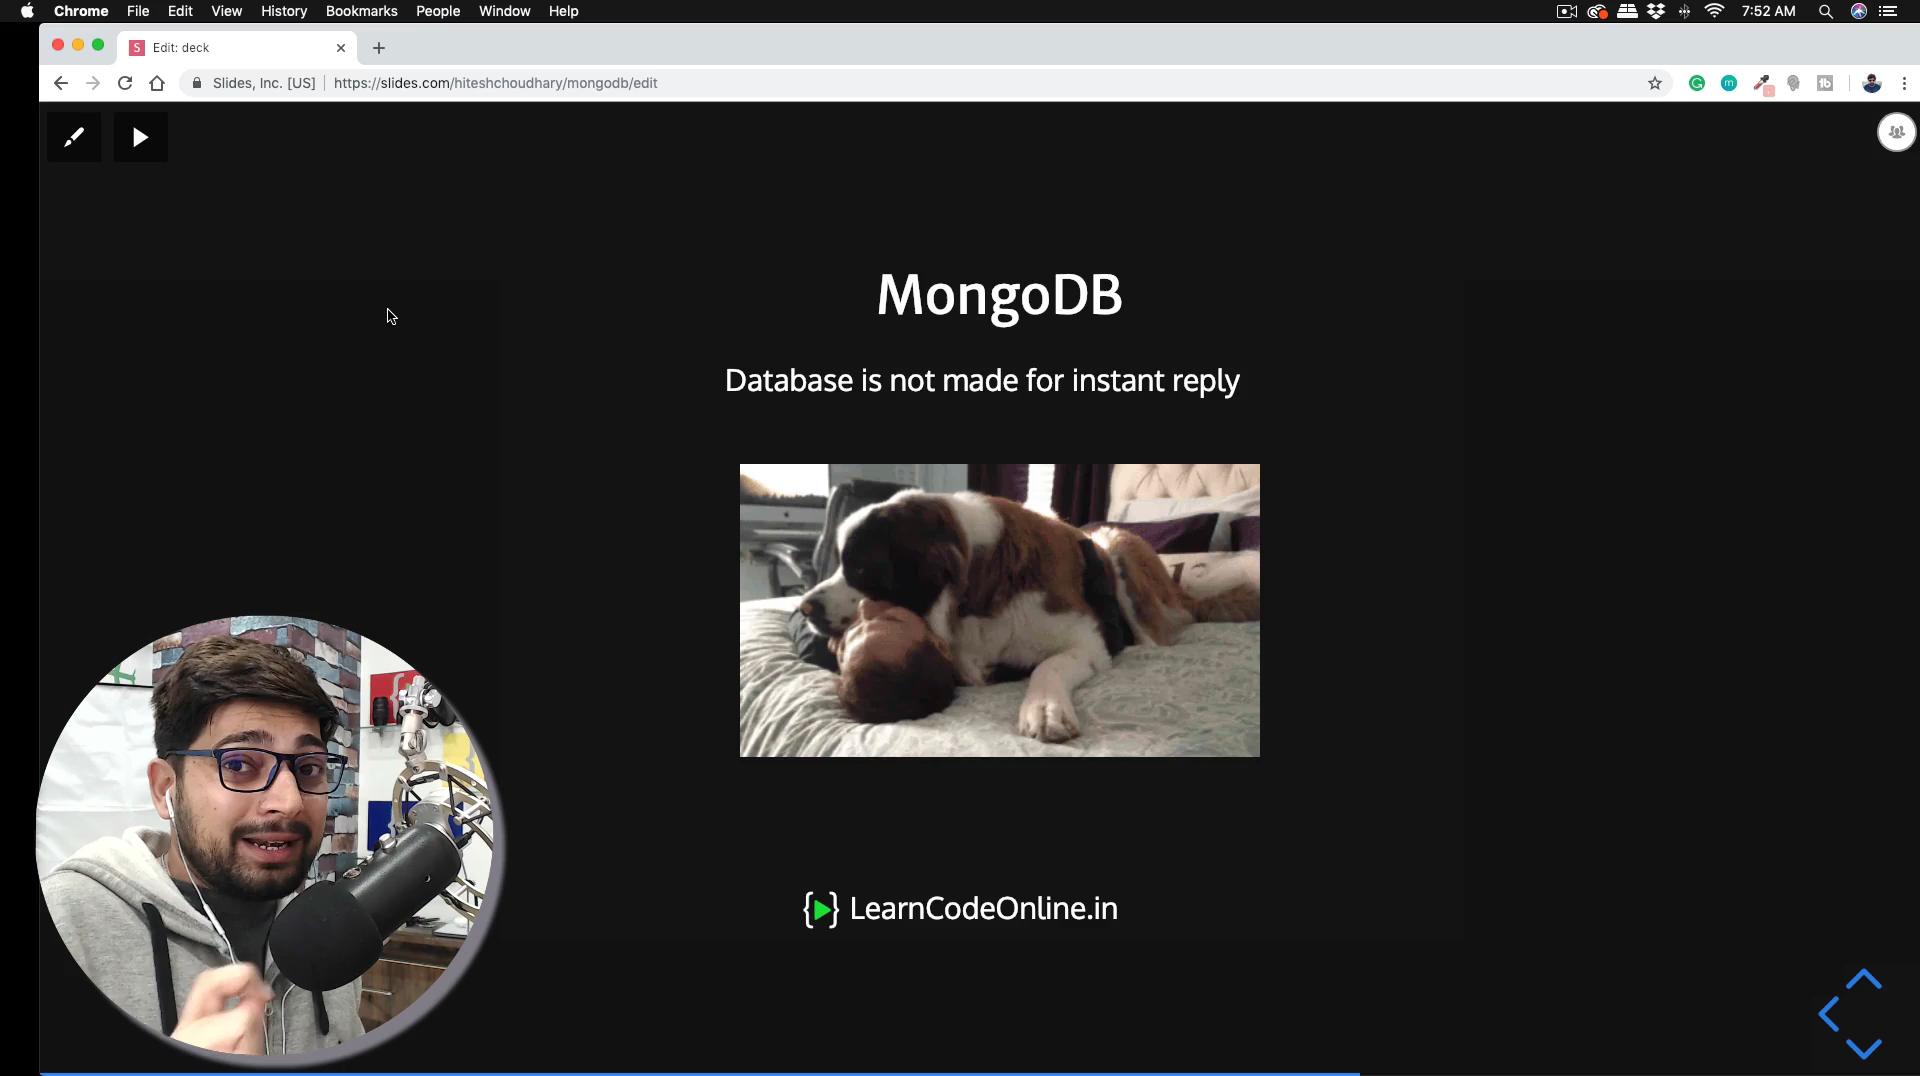 Chrome File Edit View History Bookmarks People Window Help 7:52 AM
S Edit: deck
Slides, Inc. [US] https://slides.com/hiteshchoudhary/mongodb/edit
MongoDB
Database is not made for instant reply
{ } LearnCodeOnline.in